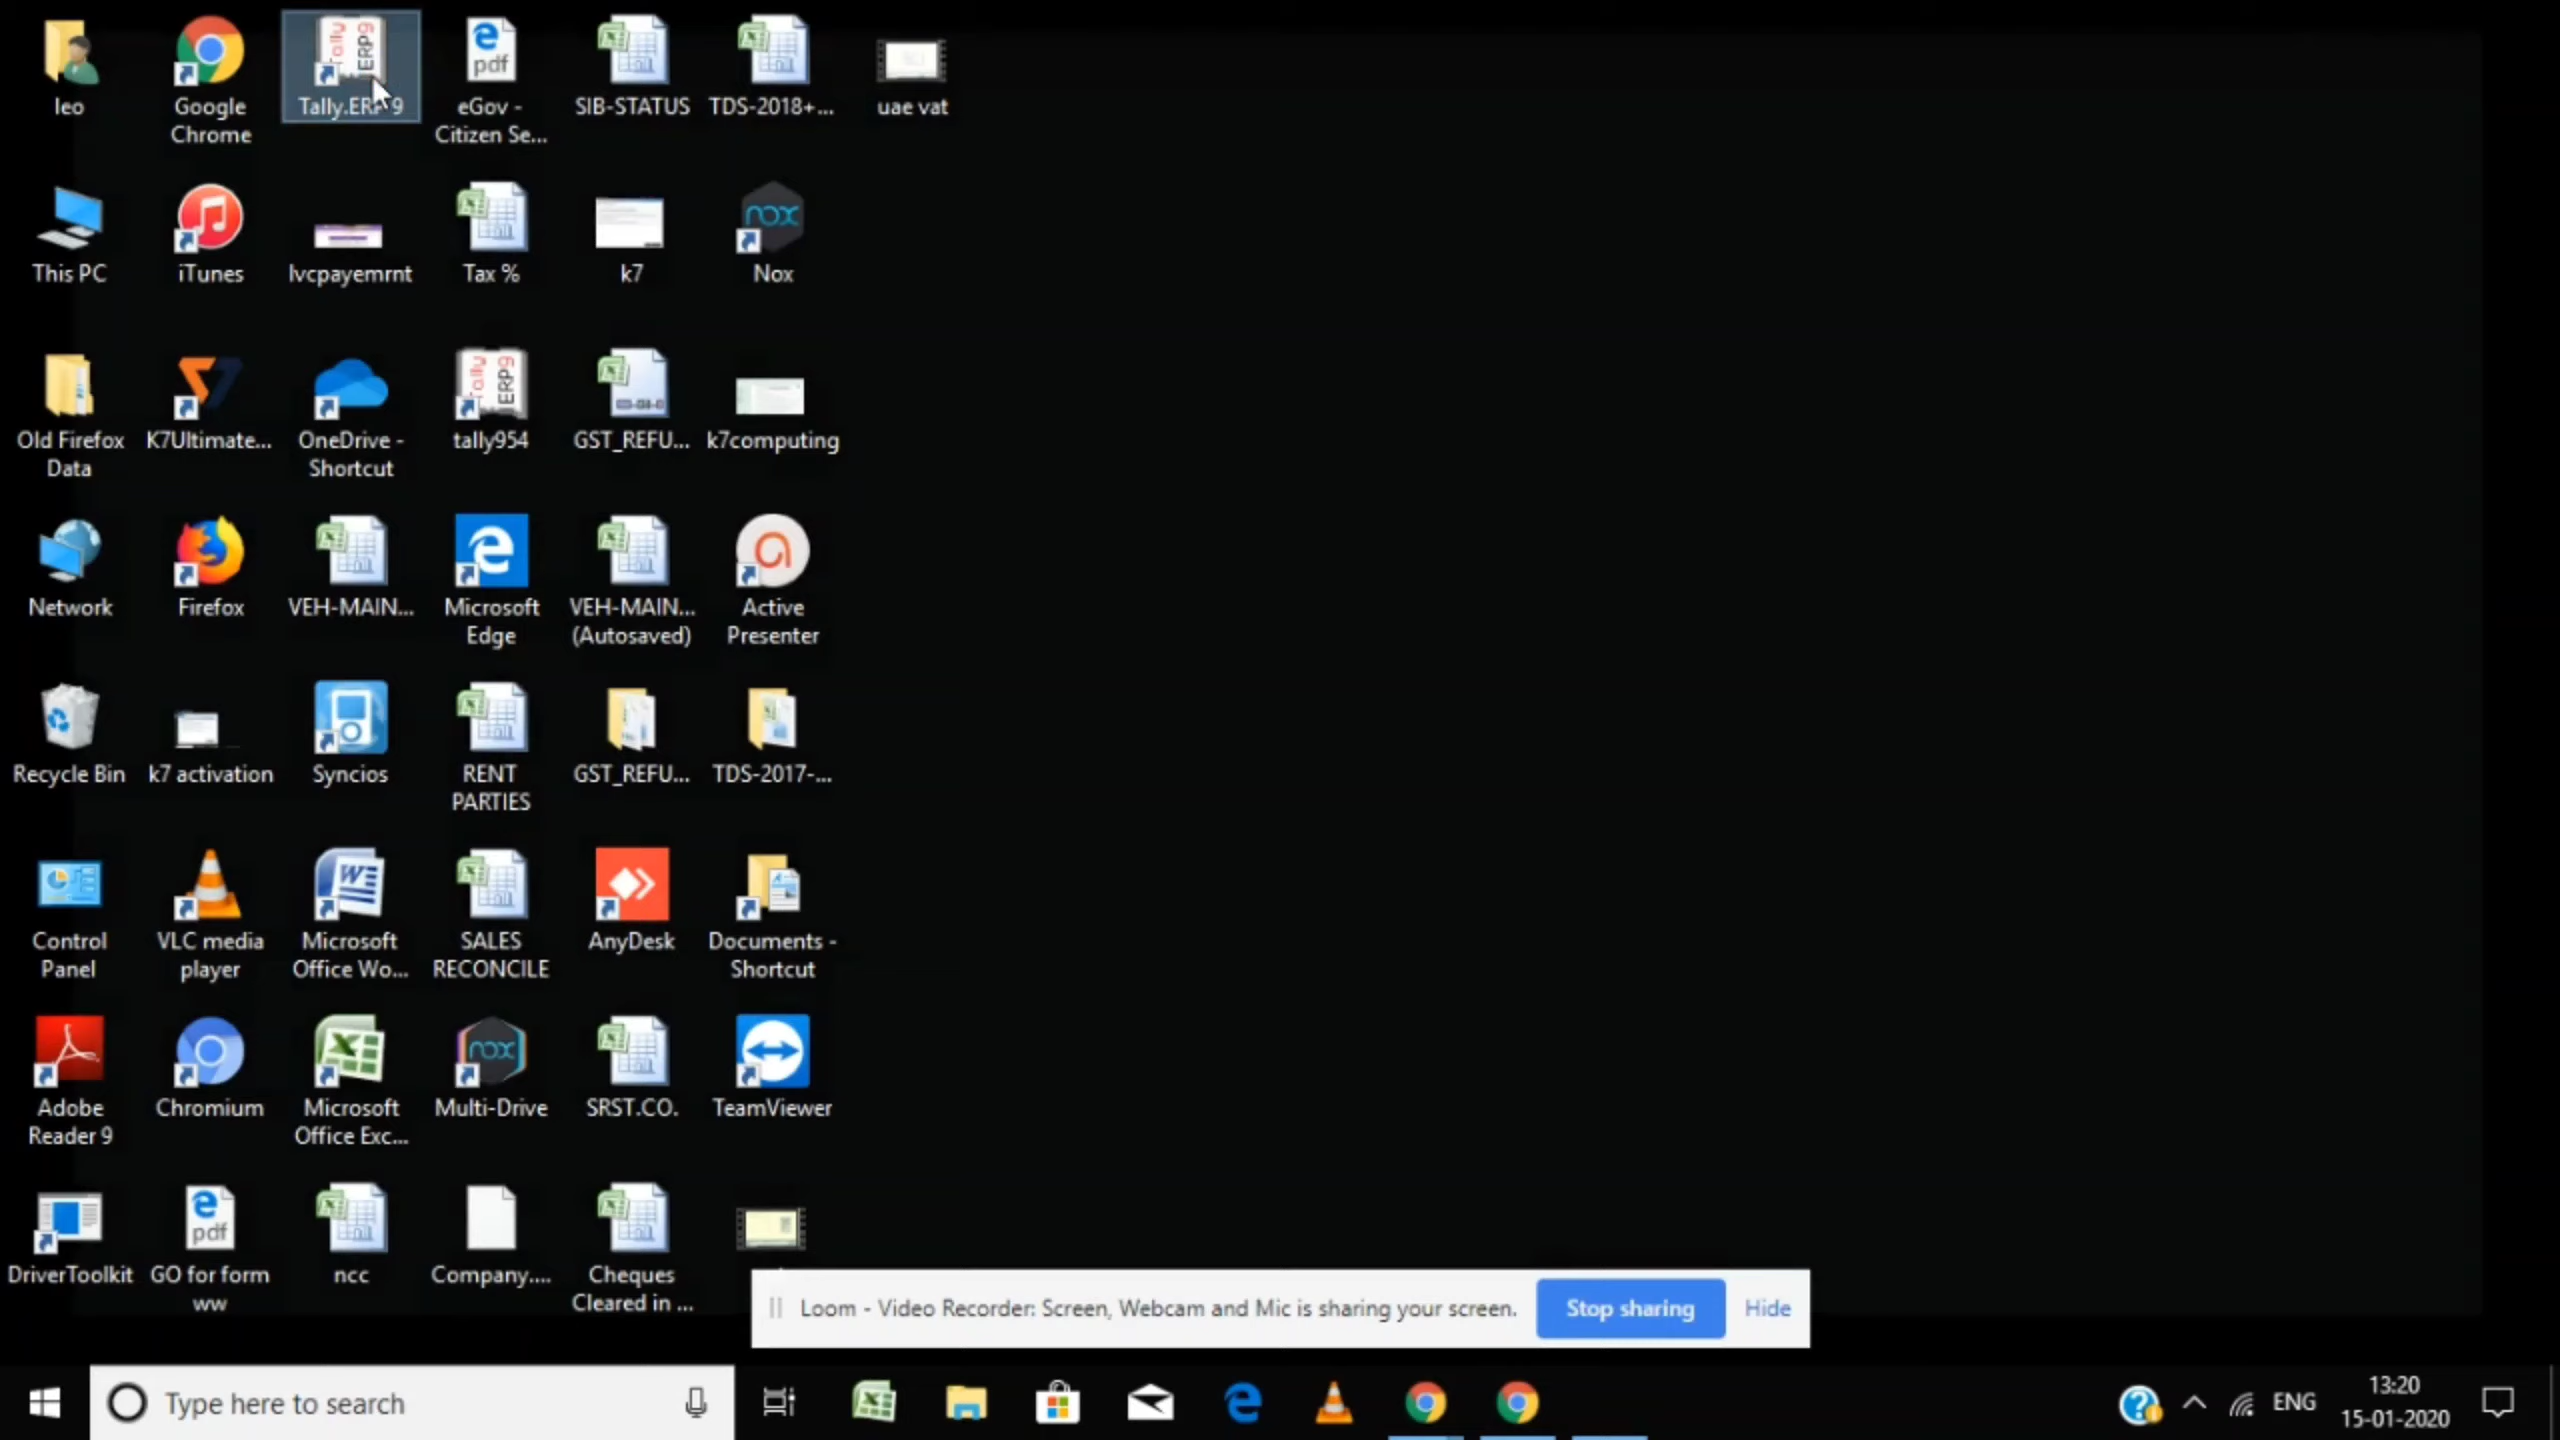 leo
Google
Chrome
Tally.ERP 9
eGov -
Citizen Se...
SIB-STATUS
TDS-2018+...
uae vat
This PC
iTunes
lvcpayemrnt
Tax %
k7
Nox
Old Firefox
Data
K7Ultimate...
OneDrive -
Shortcut
tally954
GST_REFU...
k7computing
Network
Firefox
VEH-MAIN...
Microsoft
Edge
VEH-MAIN...
(Autosaved)
Active
Presenter
Recycle Bin
k7 activation
Syncios
RENT
PARTIES
GST_REFU...
TDS-2017-...
Control
Panel
VLC media
player
Microsoft
Office Wo...
SALES
RECONCILE
AnyDesk
Documents -
Shortcut
Adobe
Reader 9
Chromium
Microsoft
Office Exc...
Multi-Drive
SRST.CO.
TeamViewer
DriverToolkit
GO for form
ww
ncc
Company....
Cheques
Cleared in ...
Loom - Video Recorder: Screen, Webcam and Mic is sharing your screen.
Stop sharing
Hide
Type here to search
ENG
13:20
15-01-2020